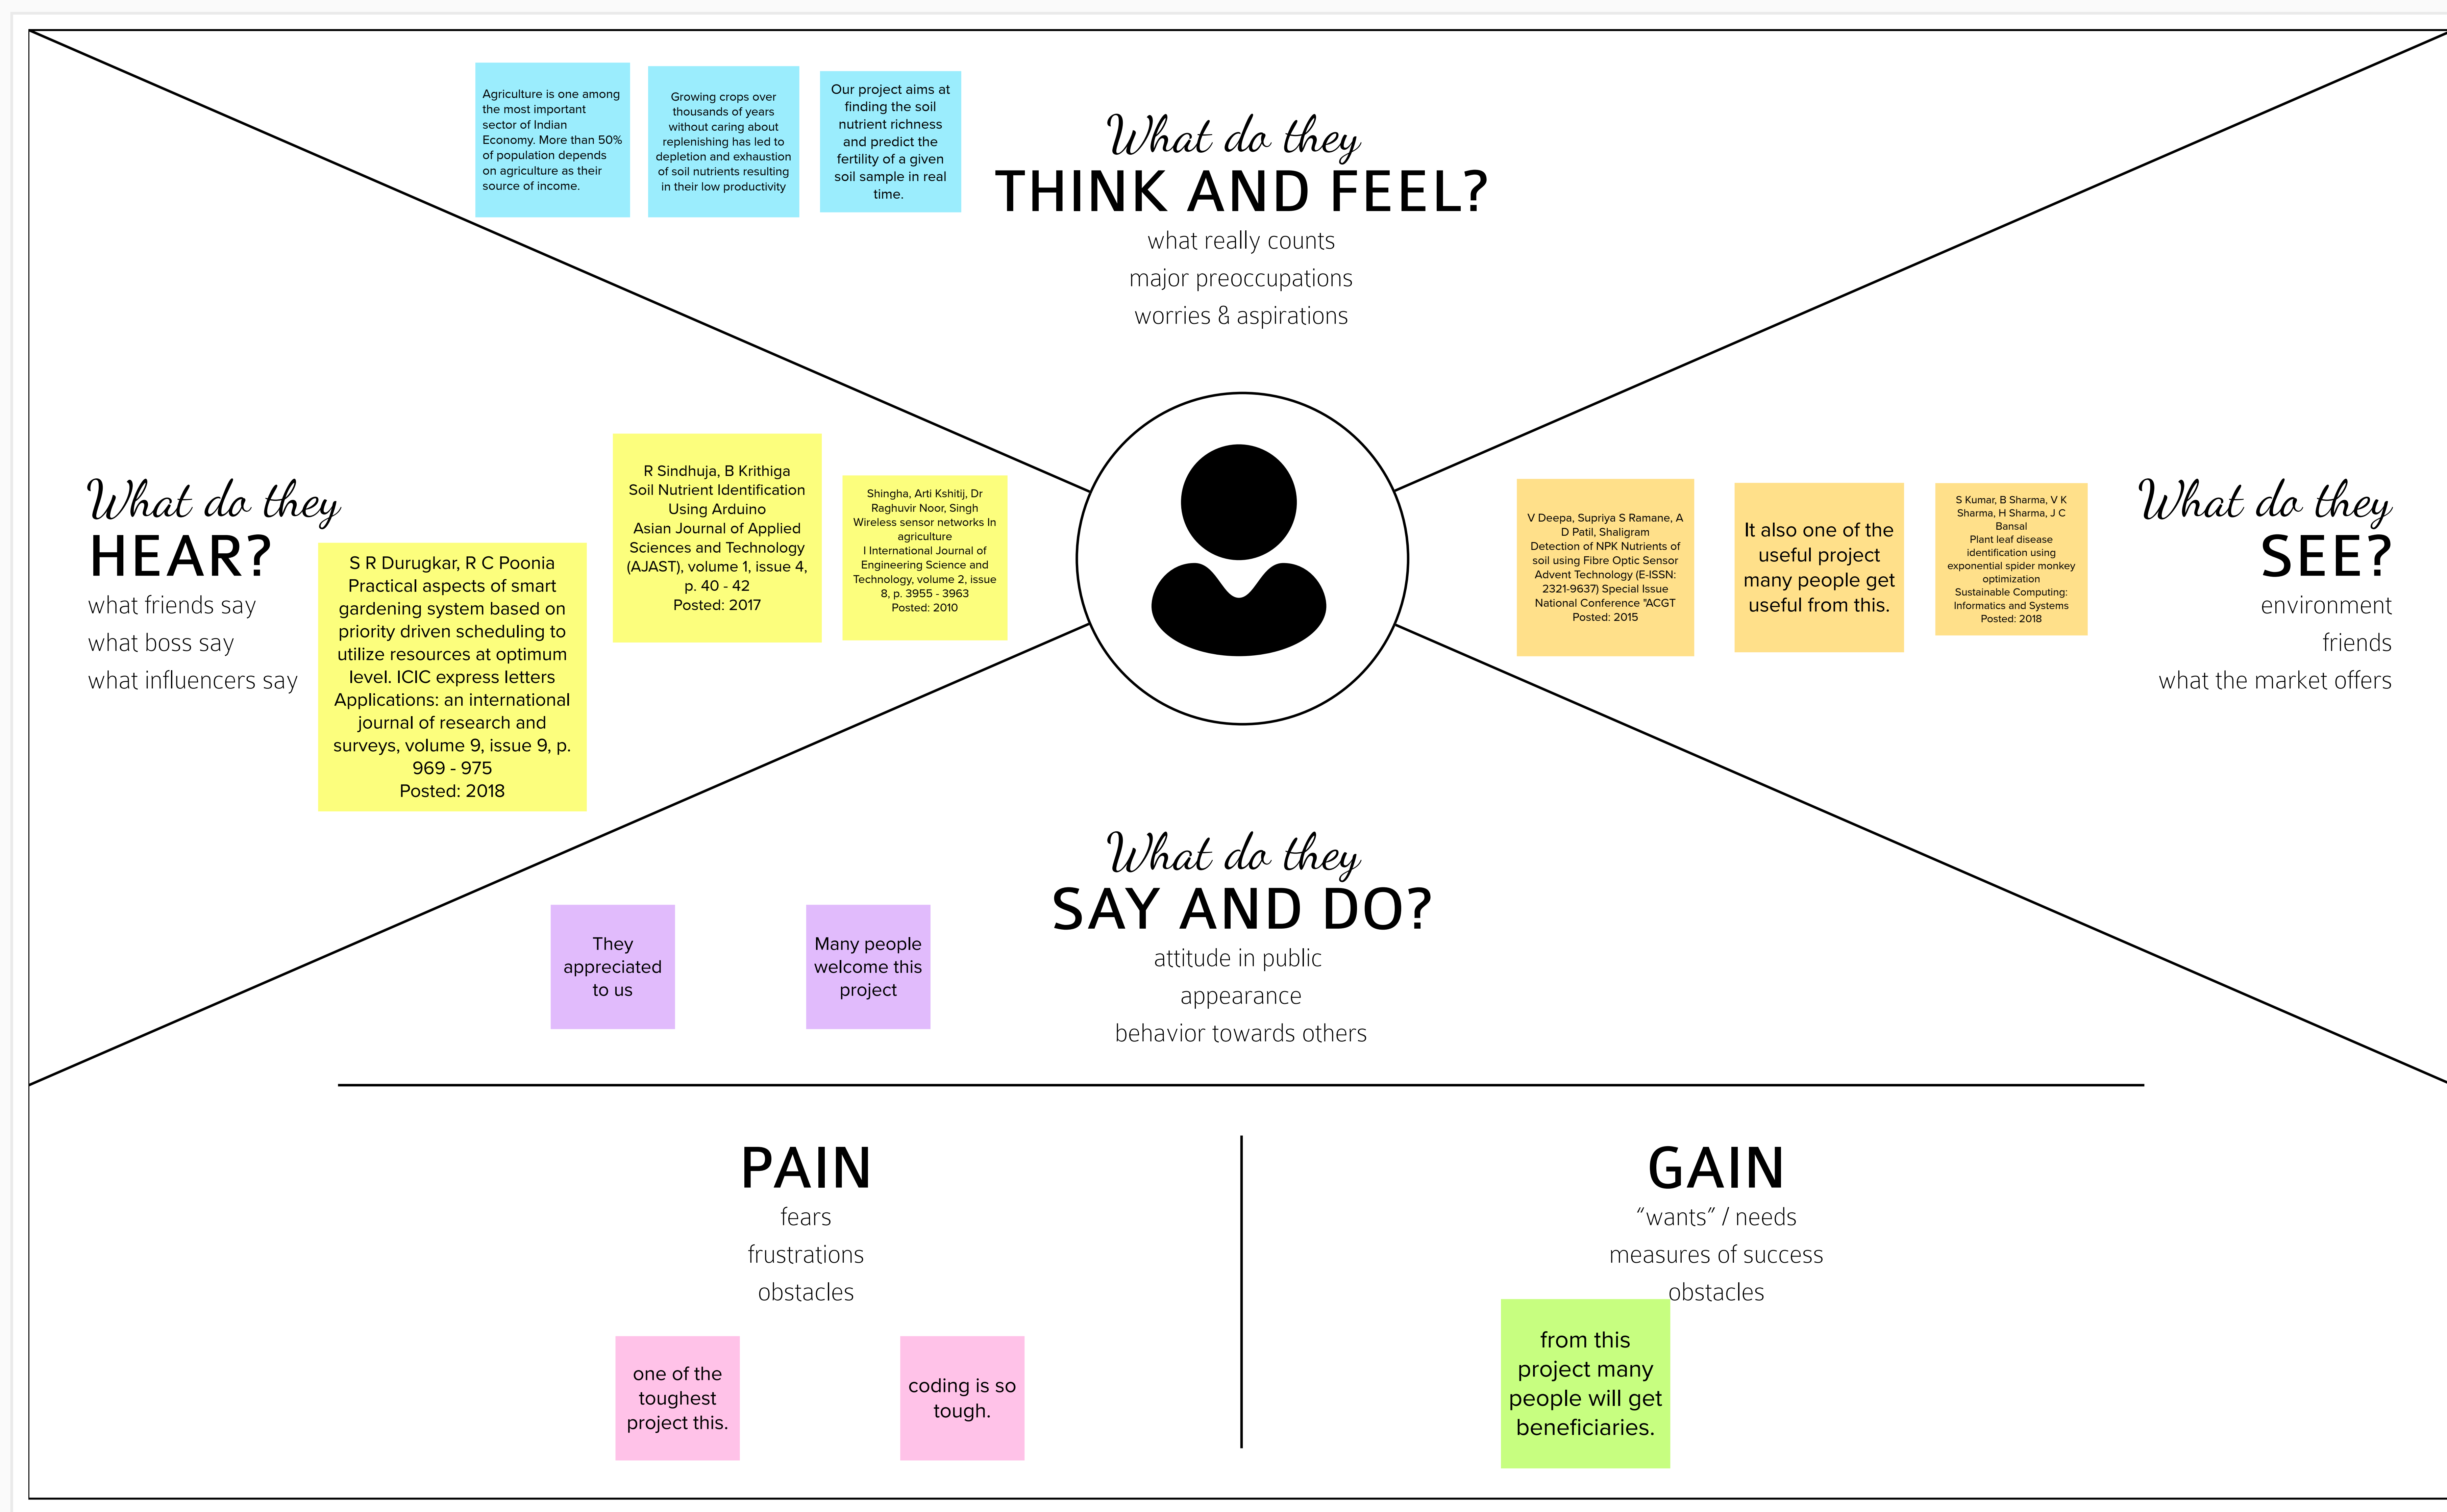 Agriculture is one among
the most important
sector of Indian
Economy. More than 50%
of population depends
on agriculture as their
source of income.
Growing crops over
thousands of years
without caring about
replenishing has led to
depletion and exhaustion
of soil nutrients resulting
in their low productivity
Our project aims at
finding the soil
nutrient richness
and predict the
fertility of a given
soil sample in real
time.
What do they
THINK AND FEEL?
what really counts
major preoccupations
worries & aspirations
What do they
HEAR?
what friends say
what boss say
what influencers say
S R Durugkar, R C Poonia
Practical aspects of smart
gardening system based on
priority driven scheduling to
utilize resources at optimum
level. ICIC express letters
Applications: an international
journal of research and
surveys, volume 9, issue 9, p.
969 - 975
Posted: 2018
R Sindhuja, B Krithiga
Soil Nutrient Identification
Using Arduino
Asian Journal of Applied
Sciences and Technology
(AJAST), volume 1, issue 4,
p. 40 - 42
Posted: 2017
Shingha, Arti Kshitij, Dr
Raghuvir Noor, Singh
Wireless sensor networks In
agriculture
I International Journal of
Engineering Science and
Technology, volume 2, issue
8, p. 3955 - 3963
Posted: 2010
V Deepa, Supriya S Ramane, A
D Patil, Shaligram
Detection of NPK Nutrients of
soil using Fibre Optic Sensor
Advent Technology (E-ISSN:
2321-9637) Special Issue
National Conference "ACGT
Posted: 2015
It also one of the
useful project
many people get
useful from this.
S Kumar, B Sharma, V K
Sharma, H Sharma, J C
Bansal
Plant leaf disease
identification using
exponential spider monkey
optimization
Sustainable Computing:
Informatics and Systems
Posted: 2018
What do they
SEE?
environment
friends
what the market offers
What do they
SAY AND DO?
attitude in public
appearance
behavior towards others
They
appreciated
to us
Many people
welcome this
project
PAIN
fears
frustrations
obstacles
one of the
toughest
project this.
coding is so
tough.
GAIN
“wants” / needs
measures of success
obstacles
from this
project many
people will get
beneficiaries.